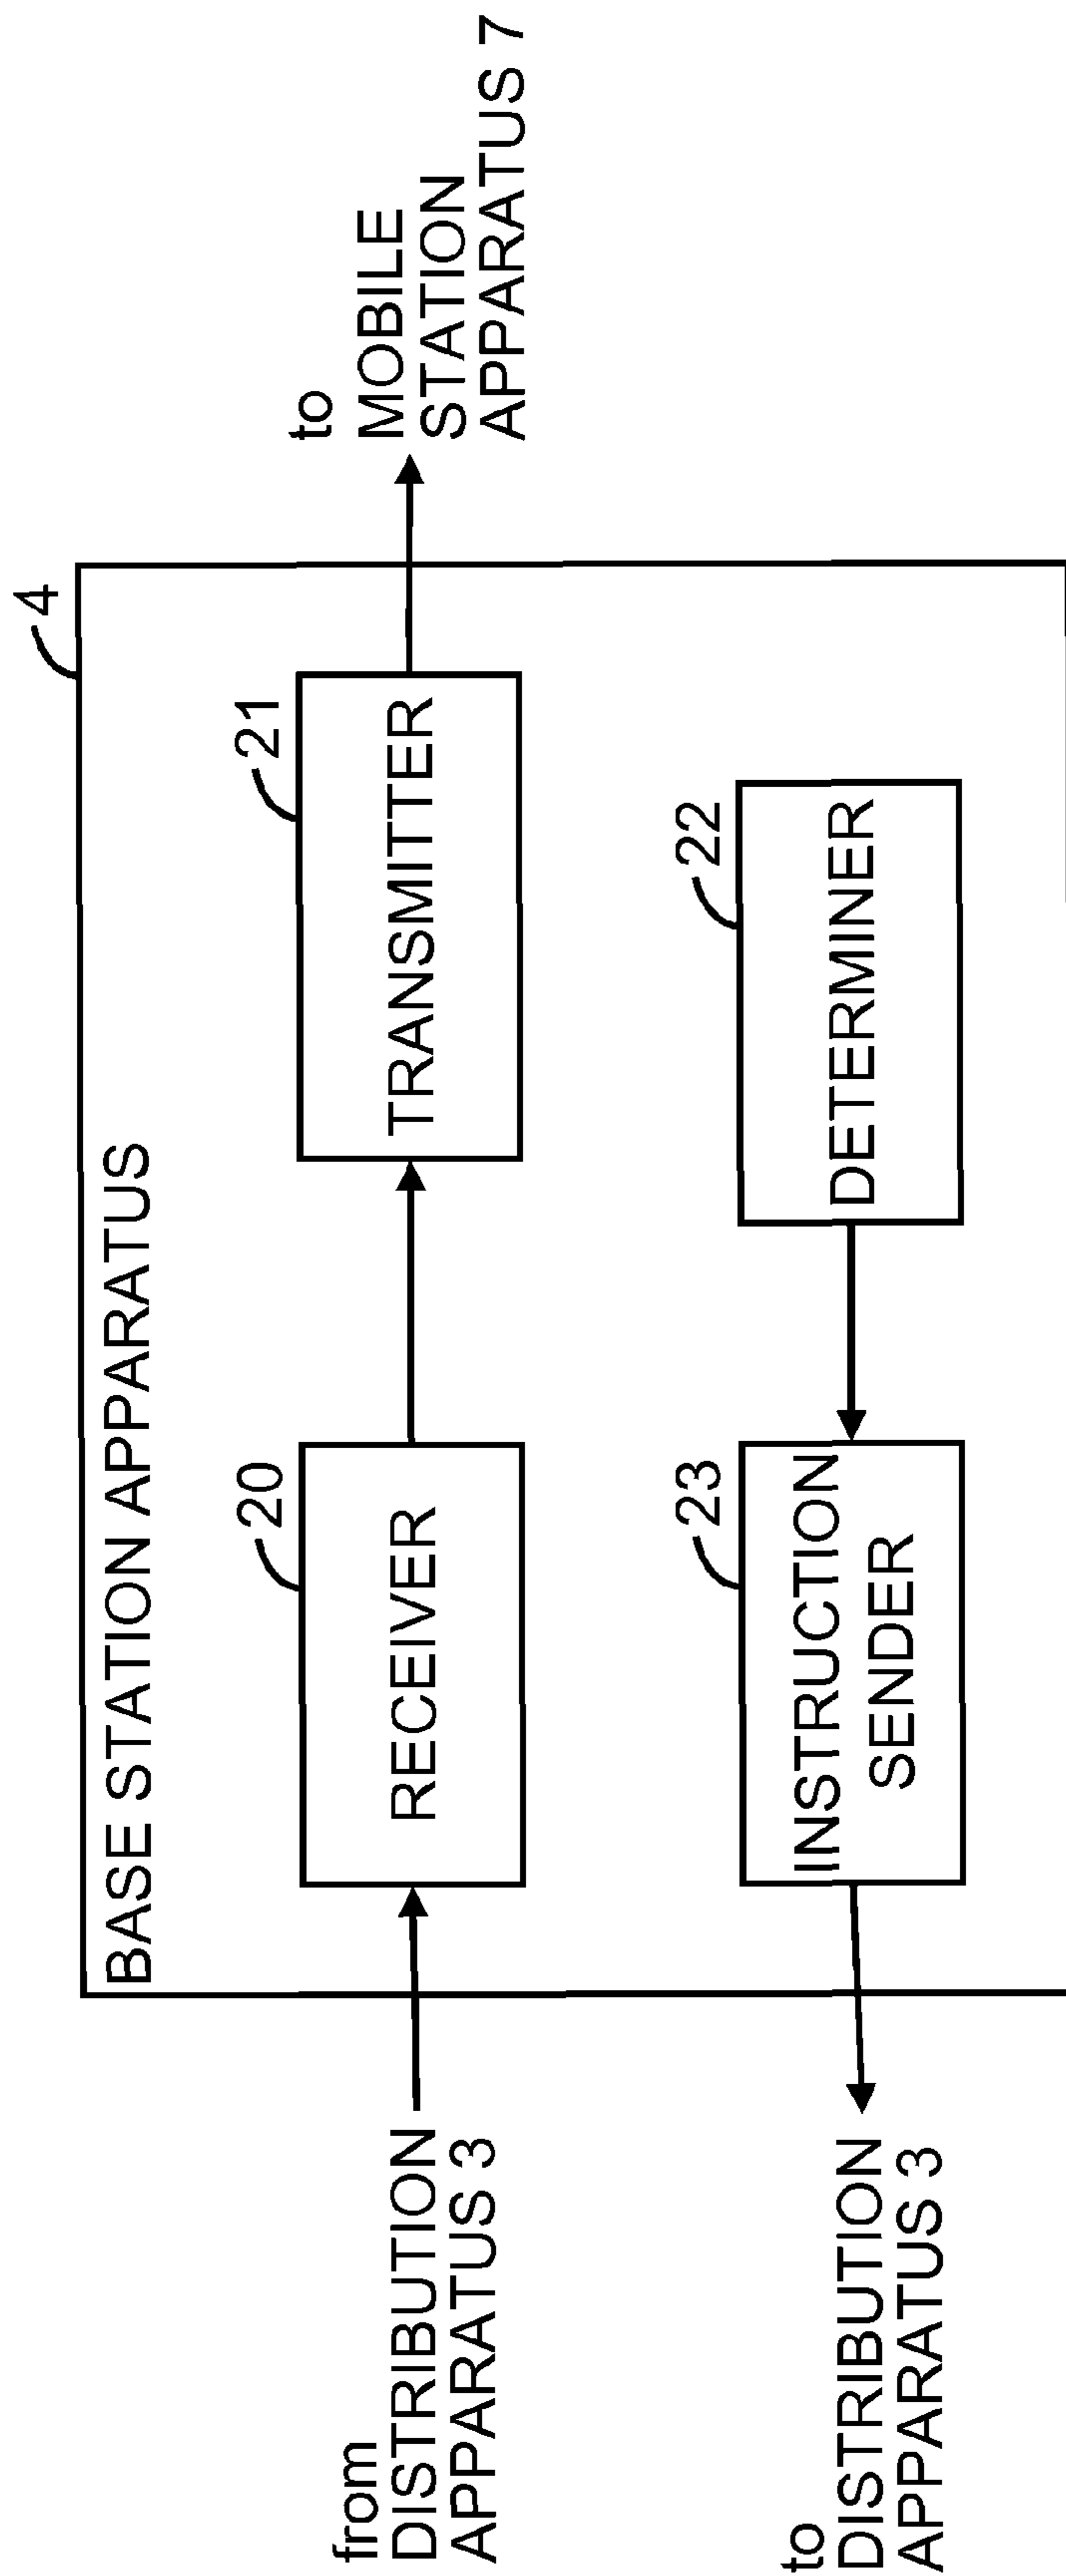 4
BASE STATION APPARATUS
from
DISTRIBUTION
APPARATUS 3
20
RECEIVER
21
TRANSMITTER
to
MOBILE
STATION
APPARATUS 7
to
DISTRIBUTION
APPARATUS 3
23
INSTRUCTION
SENDER
22
DETERMINER